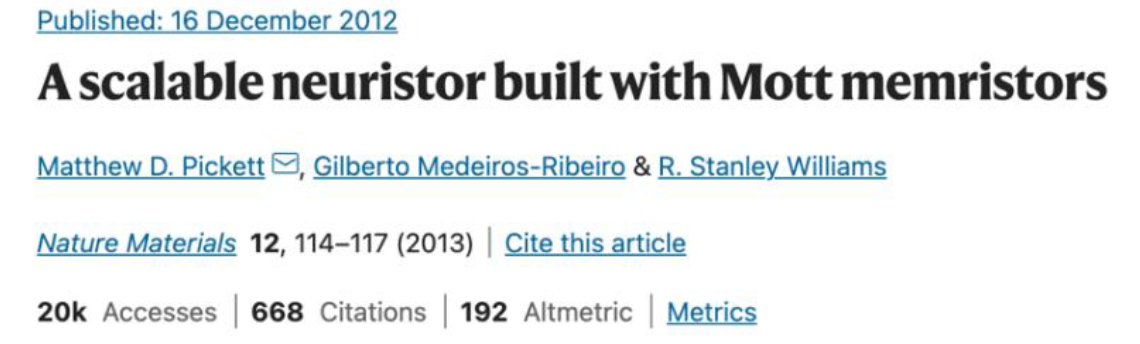 Published: 16 December 2012
A scalable neuristor built with Mott memristors
Matthew D. Pickett, Gilberto Medeiros-Ribeiro & R. Stanley Williams
Nature Materials 12, 114–117 (2013) | Cite this article
20k Accesses | 668 Citations | 192 Altmetric | Metrics